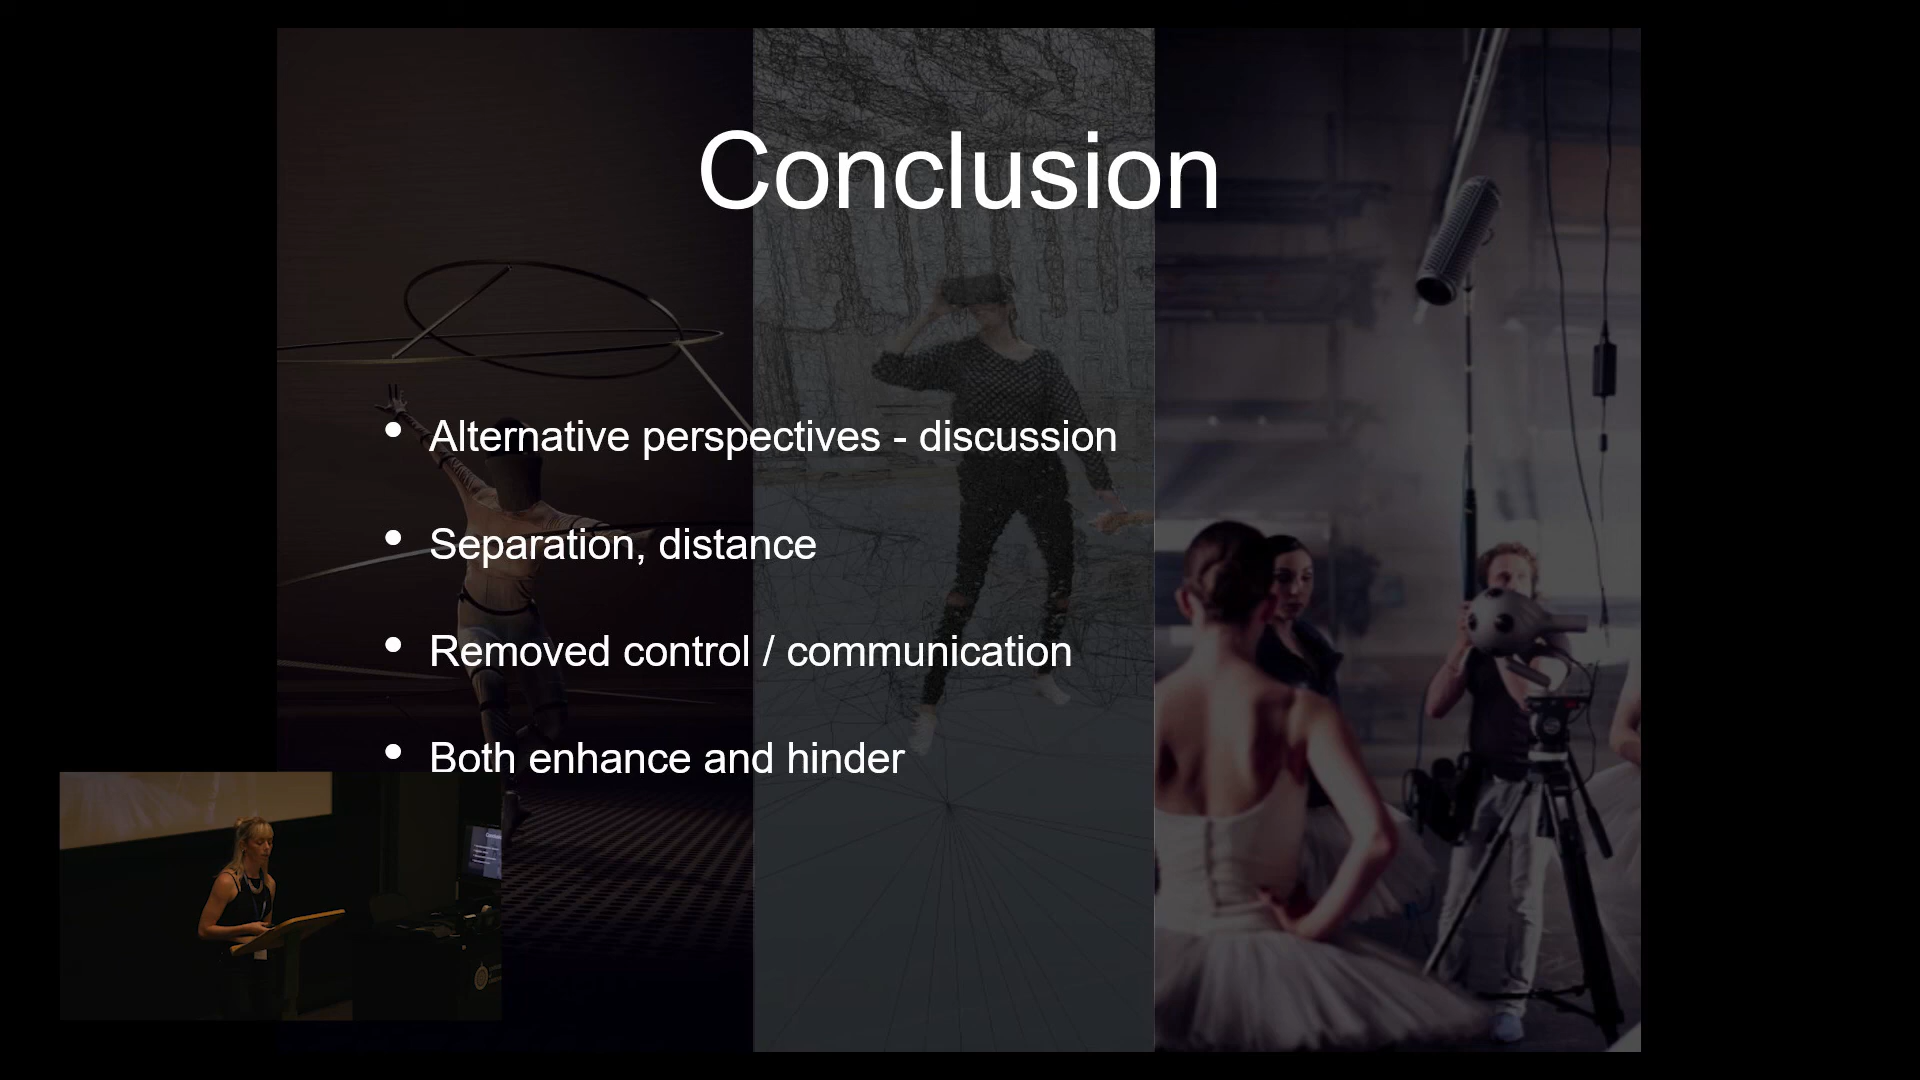 Conclusion
Alternative perspectives - discussion
Separation, distance
Removed control / communication
Both enhance and hinder